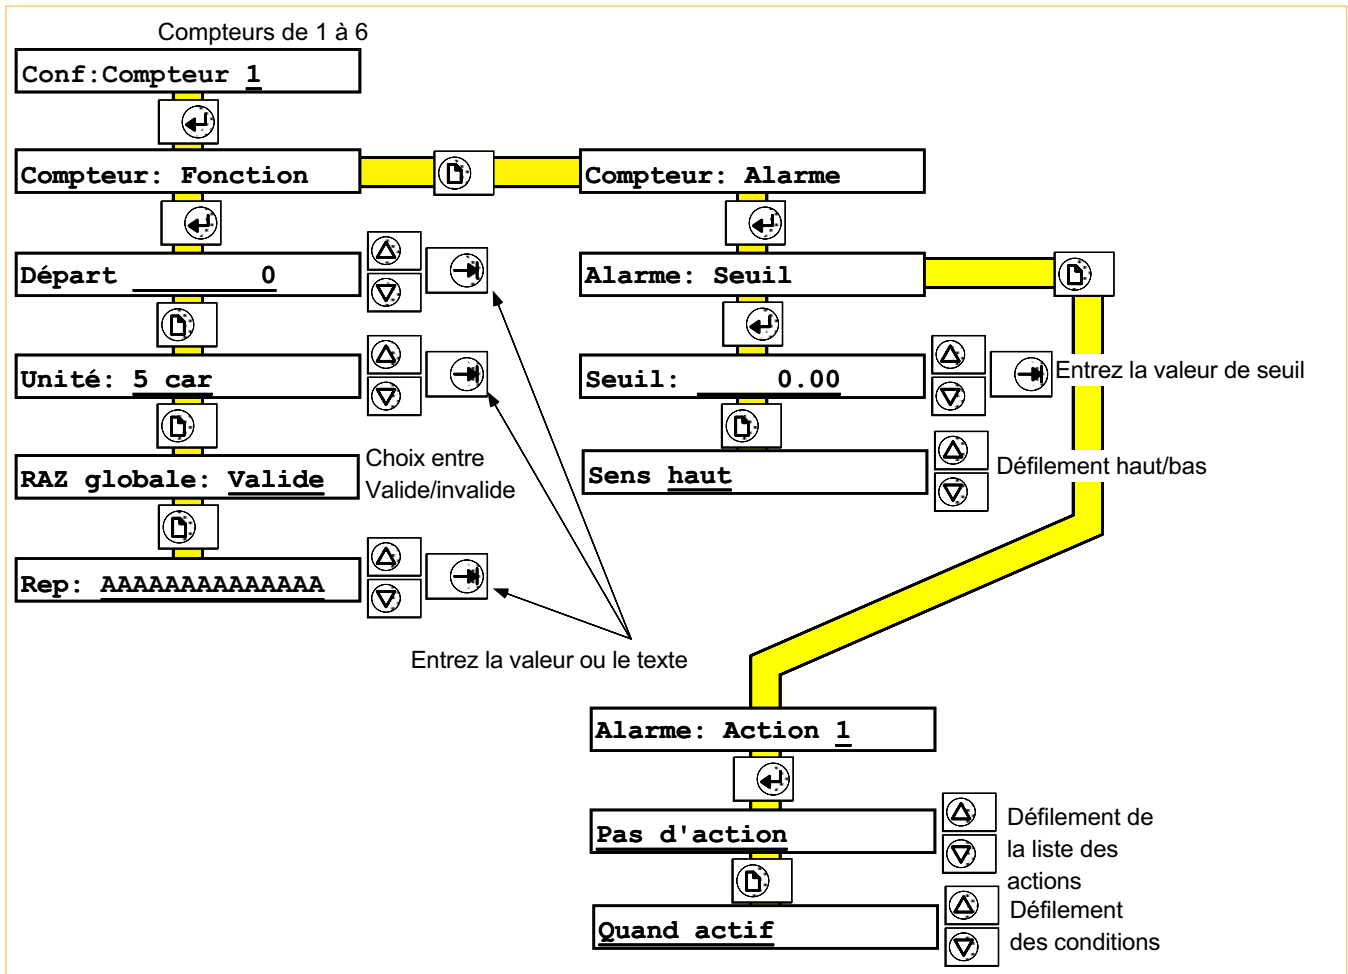 Compteurs de 1 à 6
Conf:Compteur 1
Compteur: Fonction
Compteur: Alarme
Départ 0
Alarme: Seuil
Unité: 5 car
Seuil: 0.00
Entrez la valeur de seuil
RAZ globale: Valide
Choix entre
Valide/invalide
Sens haut
Défilement haut/bas
Rep: AAAAAAAAAAAAAA
Entrez la valeur ou le texte
Alarme: Action 1
Pas d'action
Défilement de
la liste des
actions
Quand actif
Défilement
des conditions